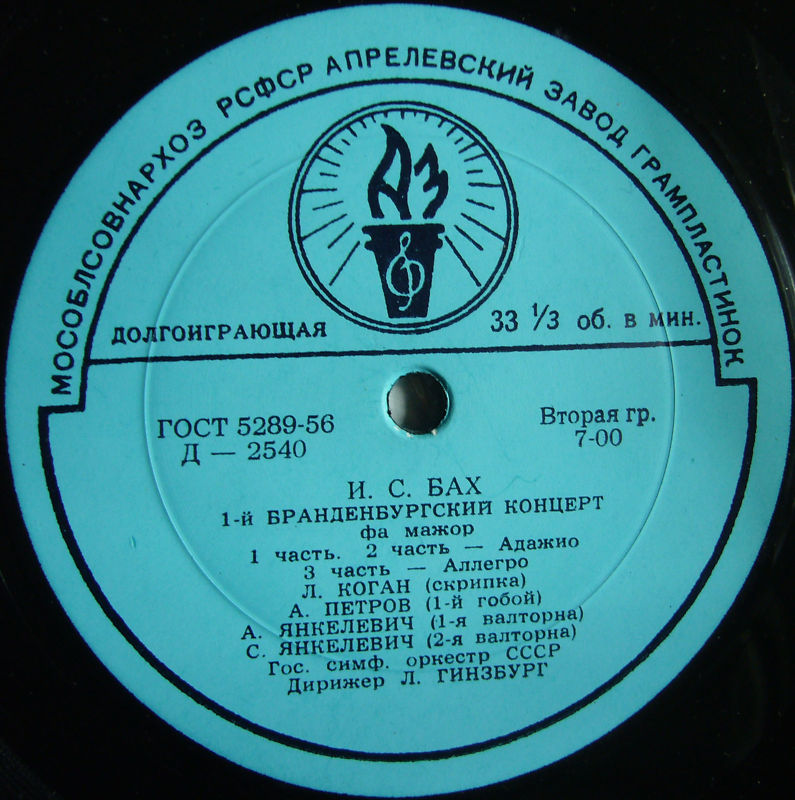 МОСОБЛСОВНАРХОЗ РСФСР АПРЕЛЕВСКИЙ ЗАВОД ГРАМПЛАСТИНОК
АЗ
ДОЛГОИГРАЮЩАЯ 33 1/3 об. в мин.
ГОСТ 5289-56 Вторая гр.
Д — 2540 7-00
И. С. БАХ
1-й БРАНДЕНБУРГСКИЙ КОНЦЕРТ
фа мажор
1 часть. 2 часть — Адажио
3 часть — Аллегро
Л. КОГАН (скрипка)
А. ПЕТРОВ (1-й гобой)
А. ЯНКЕЛЕВИЧ (1-я валторна)
С. ЯНКЕЛЕВИЧ (2-я валторна)
Гос. симф. оркестр СССР
Дирижер Л. ГИНЗБУРГ